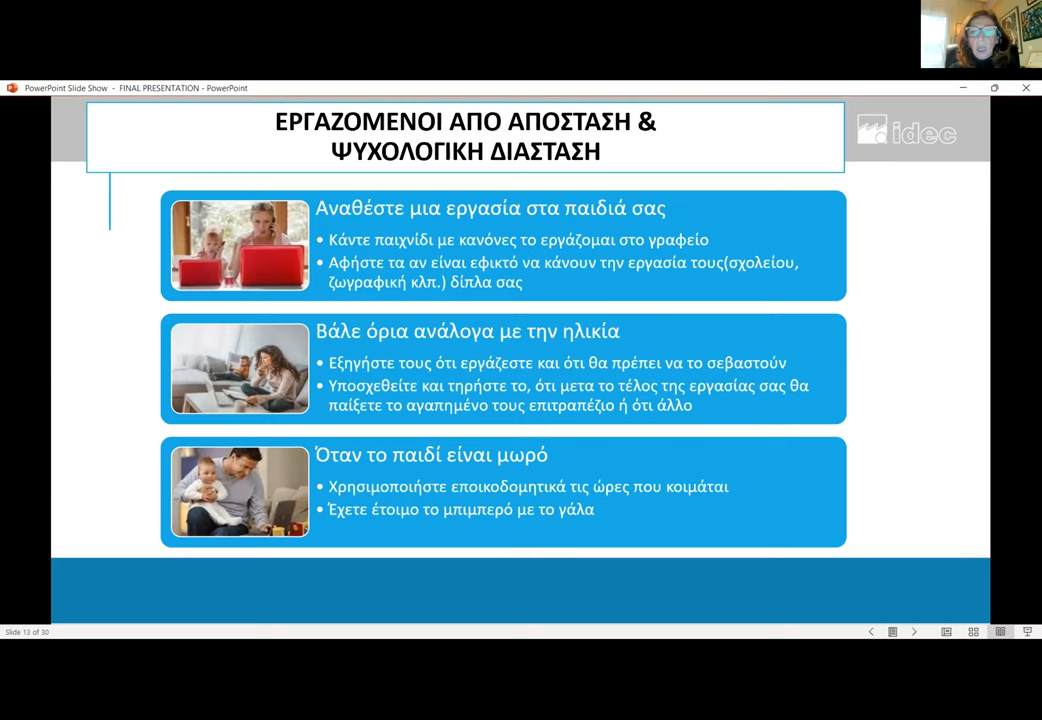 PowerPoint Slide Show - FINAL PRESENTATION - PowerPoint
ΕΡΓΑΖΟΜΕΝΟΙ ΑΠΟ ΑΠΟΣΤΑΣΗ &
ΨΥΧΟΛΟΓΙΚΗ ΔΙΑΣΤΑΣΗ
idec
Αναθέστε μια εργασία στα παιδιά σας
• Κάντε παιχνίδι με κανόνες το εργάζομαι στο γραφείο
• Αφήστε τα αν είναι εφικτό να κάνουν την εργασία τους(σχολείου,
ζωγραφική κλπ.) δίπλα σας
Βάλε όρια ανάλογα με την ηλικία
• Εξηγήστε τους ότι εργάζεστε και ότι θα πρέπει να το σεβαστούν
• Υποσχεθείτε και τηρήστε το, ότι μετα το τέλος της εργασίας σας θα
παίξετε το αγαπημένο τους επιτραπέζιο ή ότι άλλο
Όταν το παιδί είναι μωρό
• Χρησιμοποιήστε εποικοδομητικά τις ώρες που κοιμάται
• Έχετε έτοιμο το μπιμπερό με το γάλα
Slide 13 of 30